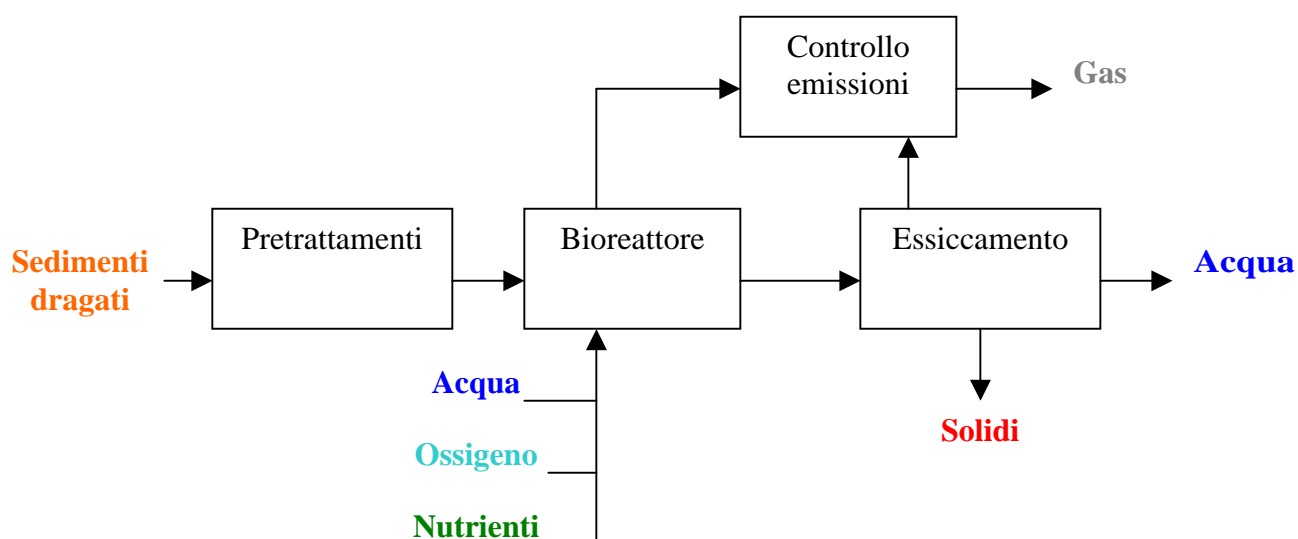 Controllo
emissioni
Gas
Pretrattamenti
Bioreattore
Essiccamento
Sedimenti
dragati
Acqua
Acqua
Solidi
Ossigeno
Nutrienti